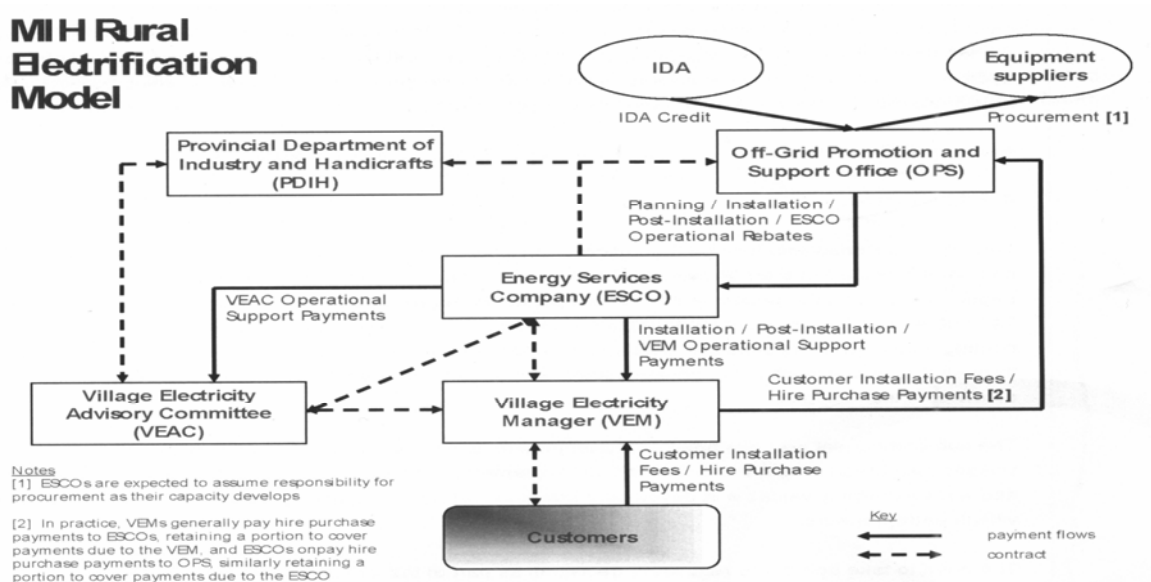 MIH Rural
Electrification
Model
IDA
Equipment
suppliers
IDA Credit
Procurement [1]
Provincial Department of
Industry and Handicrafts
(PDIH)
Off-Grid Promotion and
Support Office (OPS)
Planning / Installation /
Post-Installation / ESCO
Operational Rebates
Energy Services
Company (ESCO)
VEAC Operational
Support Payments
Installation / Post-Installation /
VEM Operational Support
Payments
Customer Installation Fees /
Hire Purchase Payments [2]
Village Electricity
Advisory Committee
(VEAC)
Village Electricity
Manager (VEM)
Customer Installation
Fees / Hire Purchase
Payments
Customers
Notes
[1] ESCOs are expected to assume responsibility for
procurement as their capacity develops
[2] In practice, VEMs generally pay hire purchase
payments to ESCOs, retaining a portion to cover
payments due to the VEM, and ESCOs onpay hire
purchase payments to OPS, similarly retaining a
portion to cover payments due to the ESCO
Key
payment flows
contract